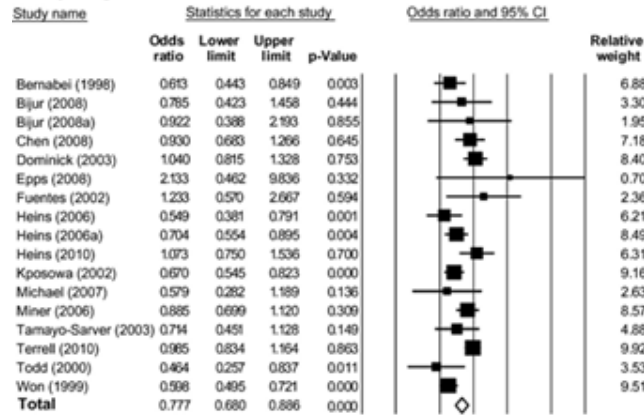 Study name Statistics for each study Odds ratio and 95% CI
Odds ratio Lower limit Upper limit p-Value Relative weight
Bernabei (1998) 0.613 0.443 0.849 0.003 6.88
Bijur (2008) 0.785 0.423 1.458 0.444 3.30
Bijur (2008a) 0.922 0.388 2.193 0.855 1.95
Chen (2008) 0.930 0.683 1.266 0.645 7.18
Dominick (2003) 1.040 0.815 1.328 0.753 8.40
Epps (2008) 2.133 0.462 9.836 0.332 0.70
Fuentes (2002) 1.233 0.570 2.667 0.594 2.36
Heins (2006) 0.549 0.381 0.791 0.001 6.21
Heins (2006a) 0.704 0.554 0.895 0.004 8.49
Heins (2010) 1.073 0.750 1.536 0.700 6.31
Kposowa (2002) 0.670 0.545 0.823 0.000 9.16
Michael (2007) 0.579 0.282 1.189 0.136 2.63
Miner (2006) 0.885 0.699 1.120 0.309 8.57
Tamayo-Sarver (2003) 0.714 0.451 1.128 0.149 4.88
Terrell (2010) 0.985 0.834 1.164 0.863 9.92
Todd (2000) 0.464 0.257 0.837 0.011 3.53
Won (1999) 0.598 0.495 0.721 0.000 9.51
Total 0.777 0.680 0.886 0.000